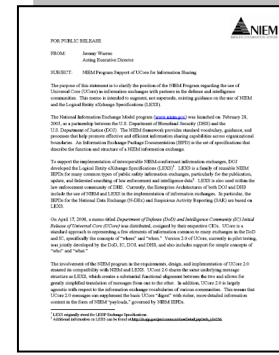 NIEM
FOR PUBLIC RELEASE
FROM: Jeremy Warren
Acting Executive Director
SUBJECT: NIEM Program Support of UCore for Information Sharing
The purpose of this statement is to clarify the position of the NIEM Program regarding the use of
Universal Core (UCore) in information exchanges with partners in the defense and intelligence
communities. This memo is intended to augment, not supersede, existing guidance on the use of NIEM
and the Logical Entity eXchange Specifications (LEXS).
The National Information Exchange Model program (www.niem.gov) was launched on February 28,
2005, as a partnership between the U.S. Department of Homeland Security (DHS) and the
U.S. Department of Justice (DOJ). The NIEM framework provides standard vocabulary, guidance, and
processes that help promote effective and efficient information sharing capabilities across organizational
boundaries. An Information Exchange Package Documentation (IEPD) is the set of specifications that
describe the function and structure of a NIEM information exchange.
To support the implementation of interoperable NIEM-conformant information exchanges, DOJ
developed the Logical Entity eXchange Specifications (LEXS)¹. LEXS is a family of reusable NIEM
IEPDs for many common types of public safety information exchanges, particularly for the publication,
update, and federated searching of law enforcement and intelligence data². LEXS is also used within the
law enforcement community of DHS. Currently, the Enterprise Architectures of both DOJ and DHS
include the use of NIEM and LEXS in the implementation of information exchanges. In particular, the
IEPDs for the National Data Exchange (N-DEx) and Suspicious Activity Reporting (SAR) are based on
LEXS.
On April 17, 2008, a memo titled Department of Defense (DoD) and Intelligence Community (IC) Initial
Release of Universal Core (UCore) was distributed, cosigned by their respective CIOs. UCore is a
standard approach to representing a few elements of information common to many exchanges in the DoD
and IC, specifically the concepts of "where" and "when." Version 2.0 of UCore, currently in pilot testing,
was jointly developed by the DoD, IC, DOJ, and DHS, and also includes support for simple concepts of
"who" and "what."
The involvement of the NIEM program in the requirements, design, and implementation of UCore 2.0
ensured its compatibility with NIEM and LEXS. UCore 2.0 shares the same underlying message
structure as LEXS, which creates a substantial functional alignment between the two and allows for
greatly simplified translation of messages from one to the other. In addition, UCore 2.0 is largely
agnostic with respect to the information exchange vocabularies of various communities. This means that
UCore 2.0 messages can supplement the basic UCore "digest" with richer, more detailed information
content in the form of NIEM "payloads," governed by NIEM IEPDs.
¹ LEXS originally stood for LEISP Exchange Specifications.
² Additional information on LEXS can be found at